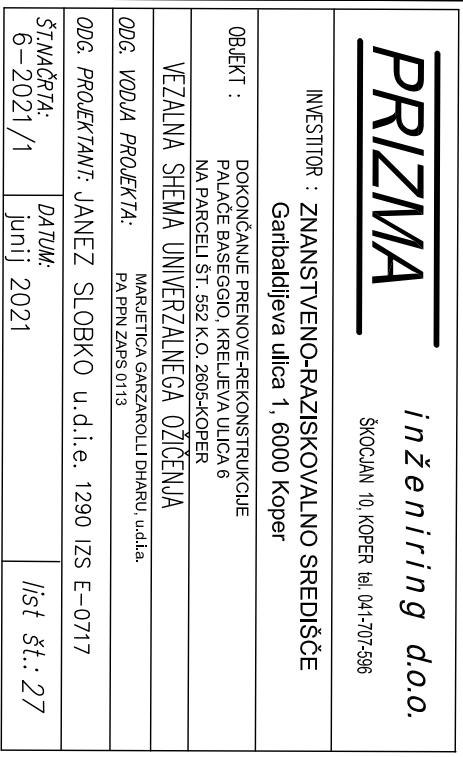 PRIZMA inženiring d.o.o.
ŠKOCJAN 10, KOPER tel. 041-707-596
INVESTITOR : ZNANSTVENO-RAZISKOVALNO SREDIŠČE
Garibaldijeva ulica 1, 6000 Koper
OBJEKT :
DOKONČANJE PRENOVE-REKONSTRUKCIJE
PALAČE BASEGGIO, KRELJEVA ULICA 6
NA PARCELI ŠT. 552 K.O. 2605-KOPER
VEZALNA SHEMA UNIVERZALNEGA OŽIČENJA
ODG. VODJA PROJEKTA:
MARJETICA GARZAROLLI DHARU, u.d.i.a.
PA PPN ZAPS 0113
ODG. PROJEKTANT: JANEZ SLOBKO u.d.i.e. 1290 IZS E-0717
ŠT.NAČRTA:
6-2021/1
DATUM:
junij 2021
list št.: 27